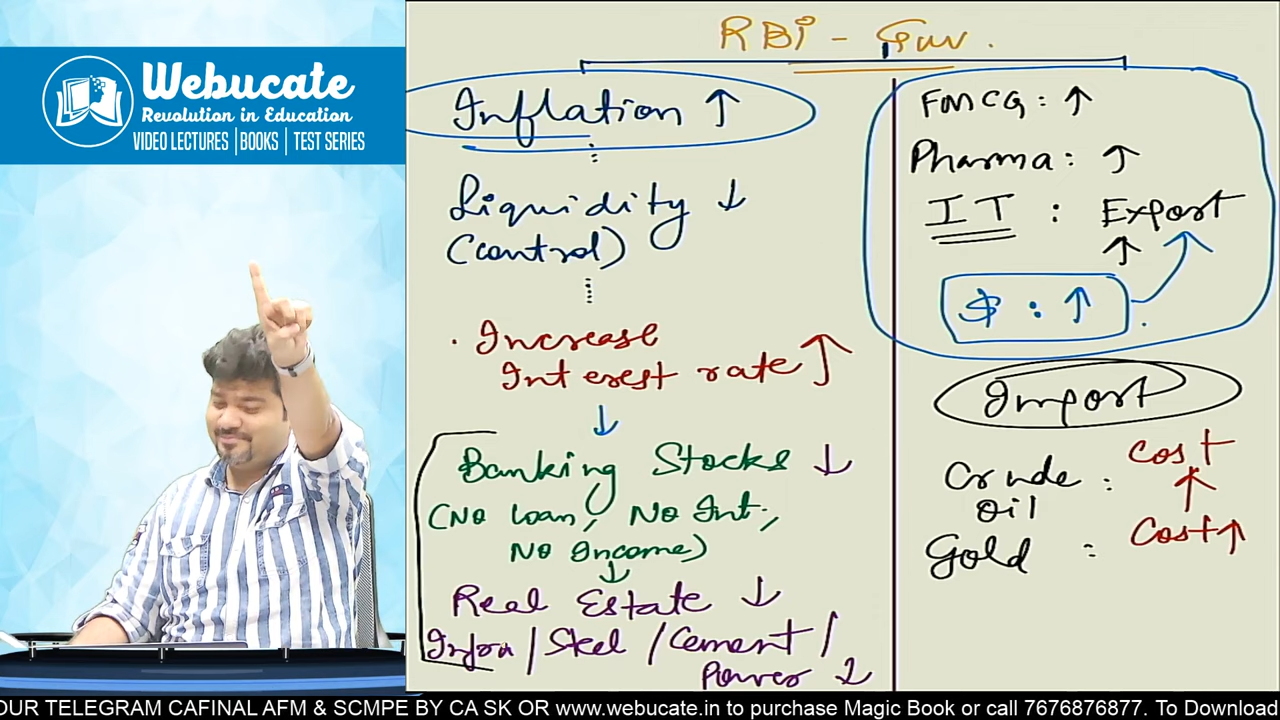 Webucate
Revolution in Education
VIDEO LECTURES | BOOKS | TEST SERIES
RBi - Gov.
Inflation ↑
Liquidity ↓
(control)
. Increase
Interest rate ↑
↓
Banking Stocks ↓
(No loan, No Int.,
No Income)
↓
Real Estate ↓
Infra / Steel / Cement /
Power ↓
FMCG : ↑
Pharma : ↑
IT : Export
↑
$ : ↑
Import
Crude Oil : Cost ↑
Gold : Cost ↑
OUR TELEGRAM CAFINAL AFM & SCMPE BY CA SK OR www.webucate.in to purchase Magic Book or call 7676876877. To Download